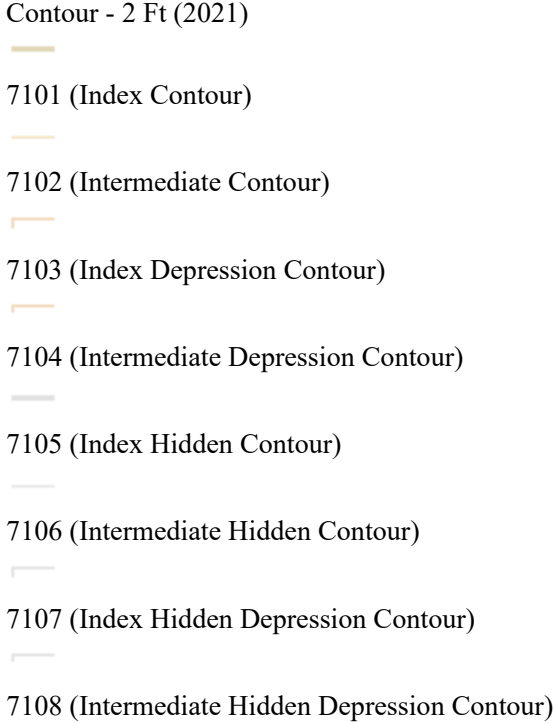 Contour - 2 Ft (2021)
7101 (Index Contour)
7102 (Intermediate Contour)
7103 (Index Depression Contour)
7104 (Intermediate Depression Contour)
7105 (Index Hidden Contour)
7106 (Intermediate Hidden Contour)
7107 (Index Hidden Depression Contour)
7108 (Intermediate Hidden Depression Contour)